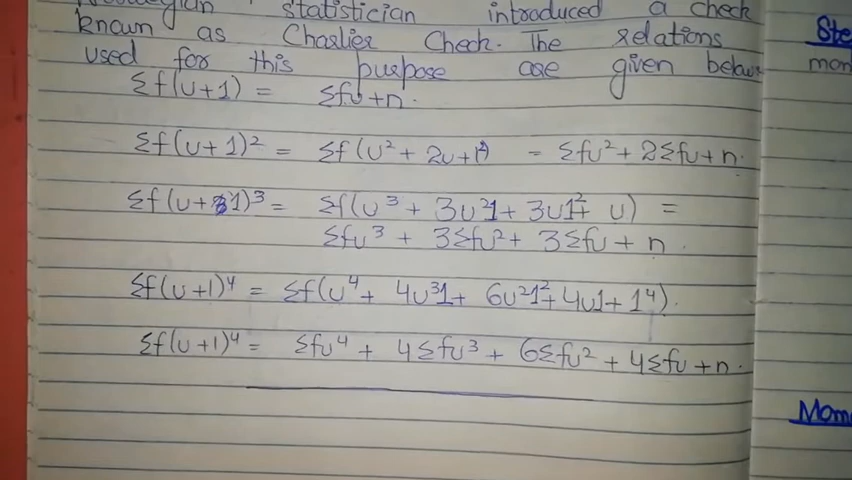 statistician introduced a check
known as Charlier Check. The relations
used for this purpose are given below
Σf(u+1) = Σfu+n.
Σf(u+1)² = Σf(u² + 2u+1²) = Σfu² + 2Σfu+n.
Σf(u+1)³ = Σf(u³ + 3u²1 + 3u1² + u) =
Σfu³ + 3Σfu² + 3Σfu + n.
Σf(u+1)⁴ = Σf(u⁴ + 4u³1 + 6u²1² + 4u1 + 1⁴).
Σf(u+1)⁴ = Σfu⁴ + 4Σfu³ + 6Σfu² + 4Σfu + n.
Ste
mon
Mom